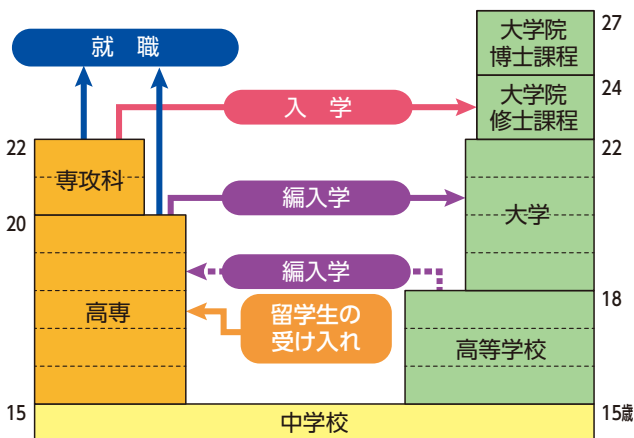 就 職
27
大学院
博士課程
24
大学院
修士課程
入 学
22
22
専攻科
編入学
大学
20
編入学
18
高専
留学生の
受け入れ
高等学校
15
15歳
中学校